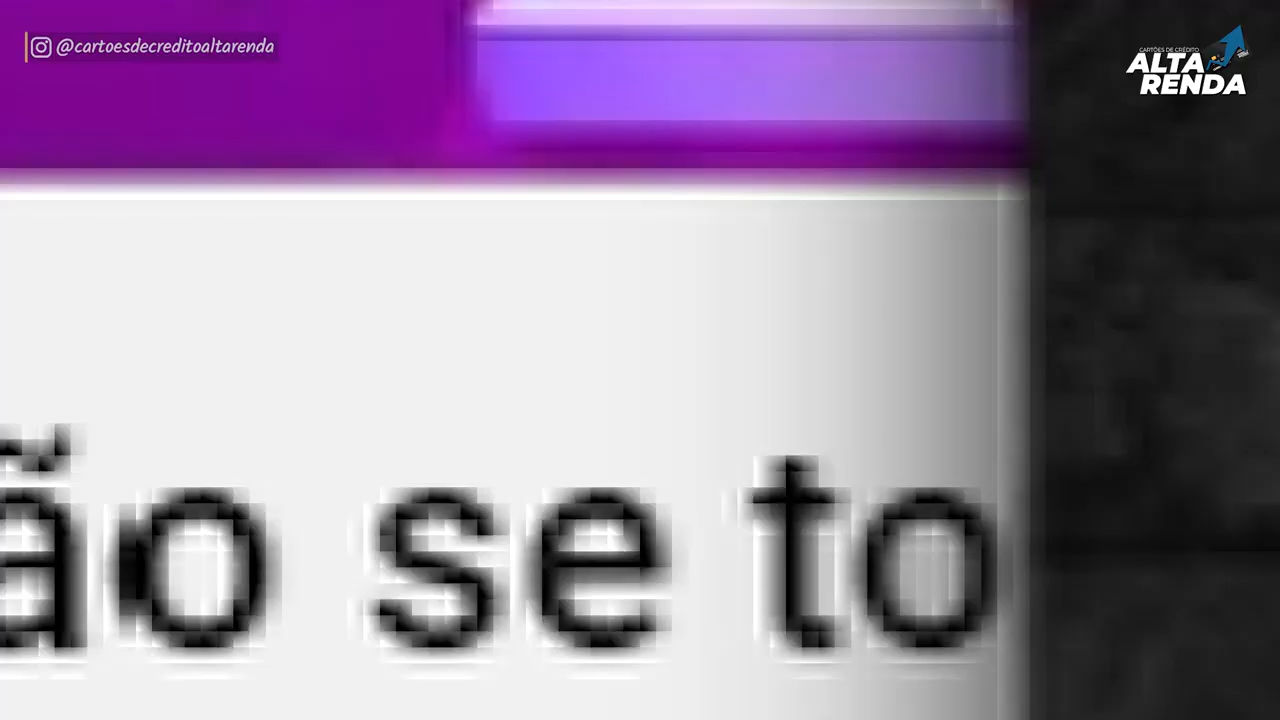 @cartoesdecreditoaltarenda
CARTÕES DE CRÉDITO
ALTA
RENDA
ão se to